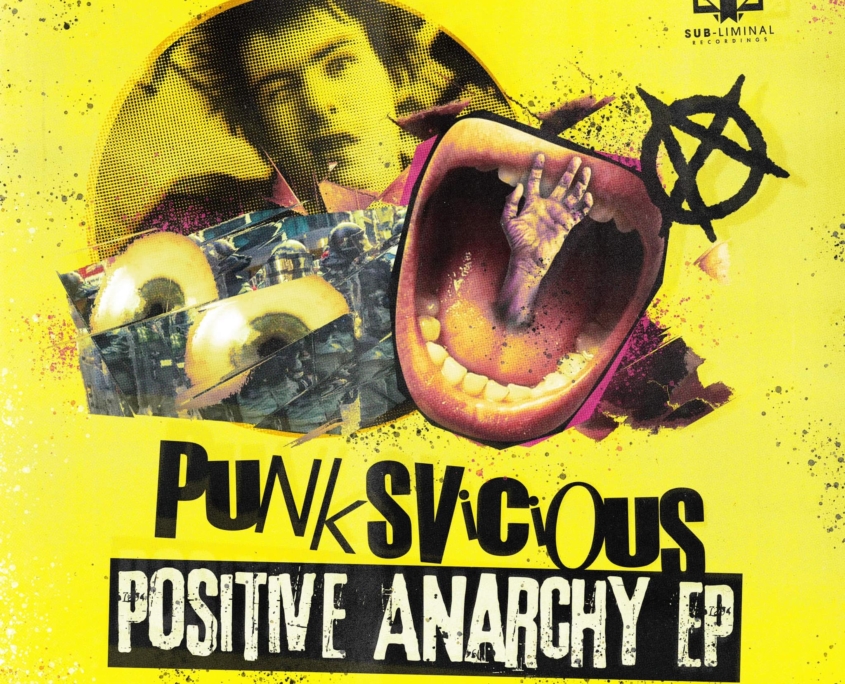 SUB-LIMINAL
RECORDINGS
PUNKSViCiOUS
POSITIVE ANARCHY EP